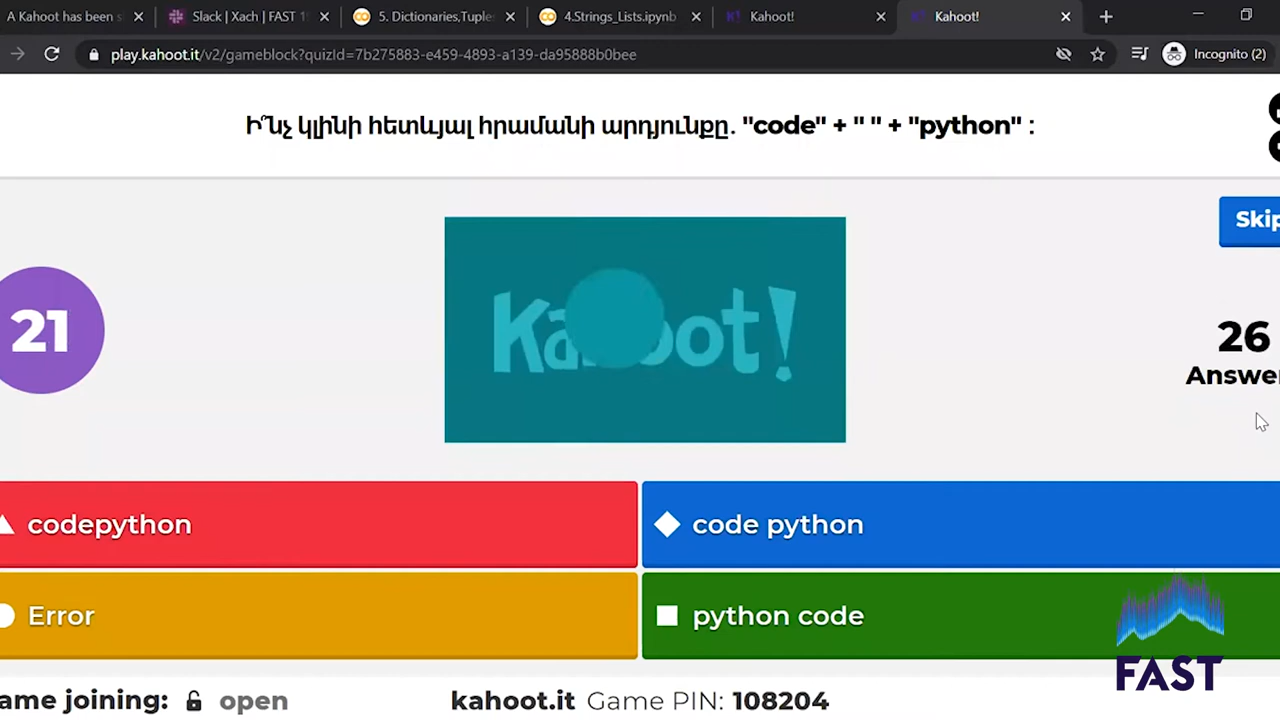 A Kahoot has been s
Slack | Xach | FAST 1
5. Dictionaries,Tuple
4.Strings_Lists.ipynb
Kahoot!
Kahoot!
play.kahoot.it/v2/gameblock?quizId=7b275883-e459-4893-a139-da95888b0bee
Incognito (2)
Ի՞նչ կլինի հետևյալ հրամանի արդյունքը. "code" + " " + "python" :
Skip
21
Kahoot!
26
Answer
codepython
code python
Error
python code
FAST
ame joining: open
kahoot.it Game PIN: 108204